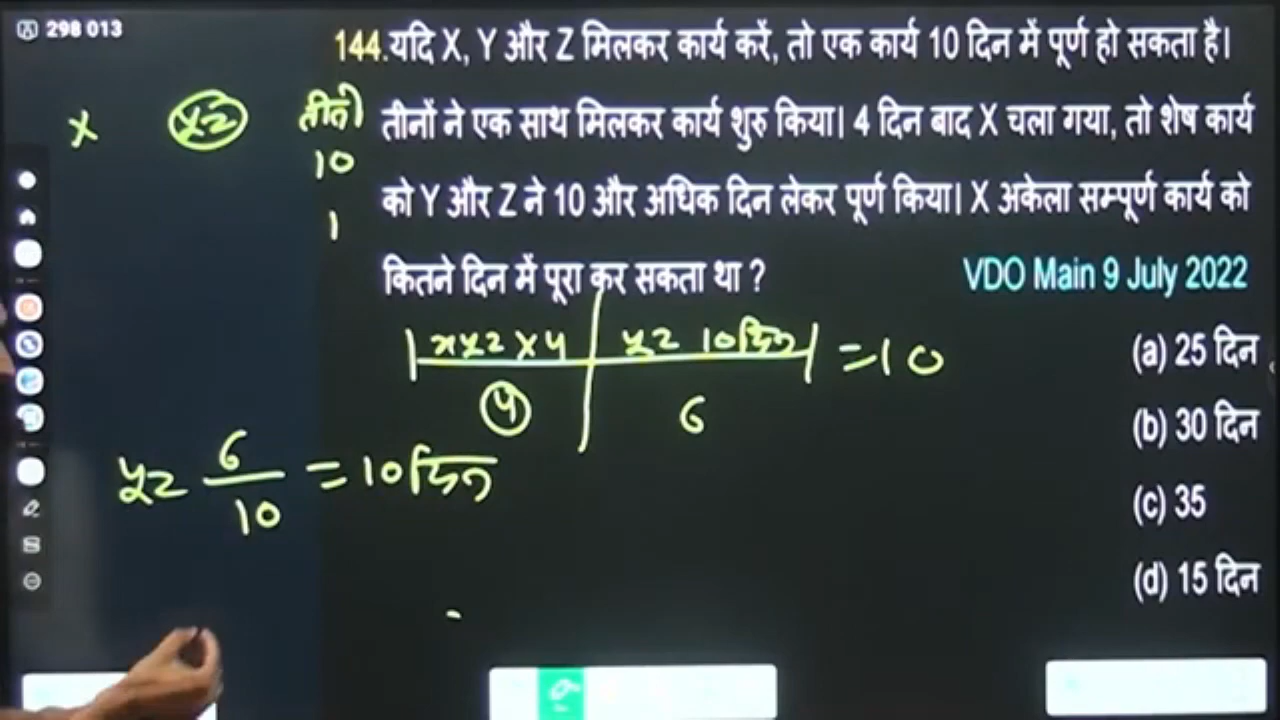 298 013
144.यदि X, Y और Z मिलकर कार्य करें, तो एक कार्य 10 दिन में पूर्ण हो सकता है।
तीनों ने एक साथ मिलकर कार्य शुरु किया। 4 दिन बाद X चला गया, तो शेष कार्य
को Y और Z ने 10 और अधिक दिन लेकर पूर्ण किया। X अकेला सम्पूर्ण कार्य को
कितने दिन में पूरा कर सकता था ?
VDO Main 9 July 2022
(a) 25 दिन
(b) 30 दिन
(c) 35
(d) 15 दिन
x yz तीनों
10
1
xyz x 4 yz 10 दिन = 10
4 6
yz 6/10 = 10 दिन